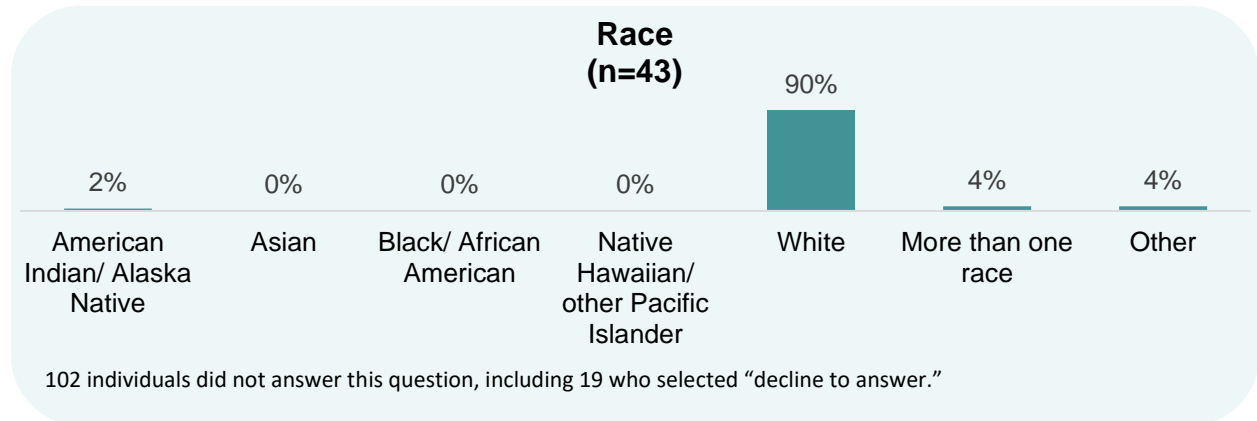 Race
(n=43)
2%
0%
0%
0%
90%
4%
4%
American
Indian/ Alaska
Native
Asian
Black/ African
American
Native
Hawaiian/
other Pacific
Islander
White
More than one
race
Other
102 individuals did not answer this question, including 19 who selected “decline to answer.”